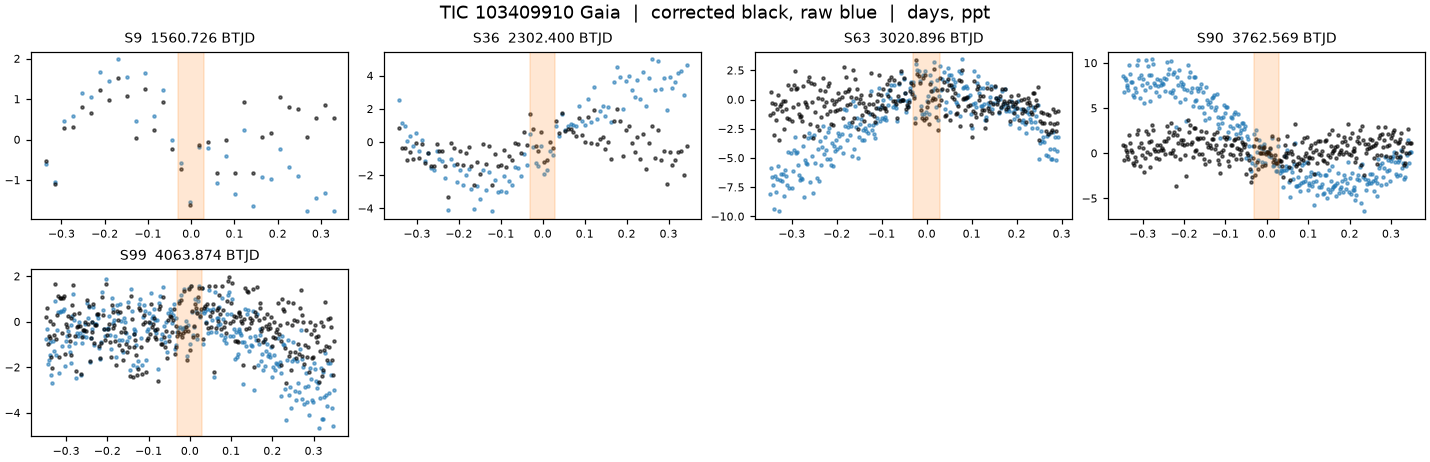 TIC 103409910 Gaia | corrected black, raw blue | days, ppt
S9 1560.726 BTJD
S36 2302.400 BTJD
S63 3020.896 BTJD
S90 3762.569 BTJD
2
1
0
−1
−0.3 −0.2 −0.1 0.0 0.1 0.2 0.3
4
2
0
−2
−4
−0.3 −0.2 −0.1 0.0 0.1 0.2 0.3
2.5
0.0
−2.5
−5.0
−7.5
−10.0
−0.3 −0.2 −0.1 0.0 0.1 0.2 0.3
10
5
0
−5
−0.3 −0.2 −0.1 0.0 0.1 0.2 0.3
S99 4063.874 BTJD
2
0
−2
−4
−0.3 −0.2 −0.1 0.0 0.1 0.2 0.3